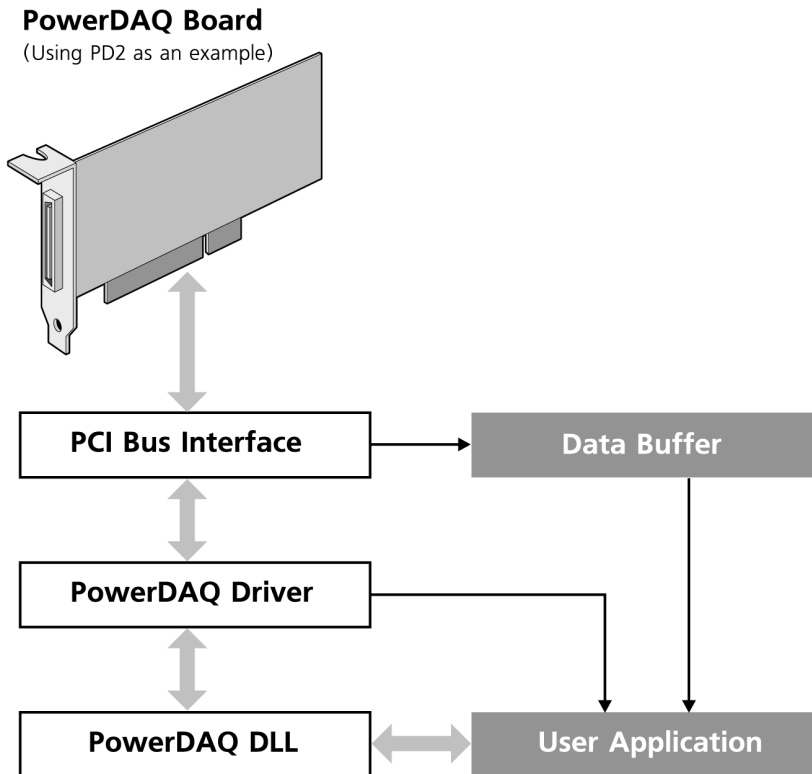 PowerDAQ Board
(Using PD2 as an example)
PCI Bus Interface
Data Buffer
PowerDAQ Driver
PowerDAQ DLL
User Application